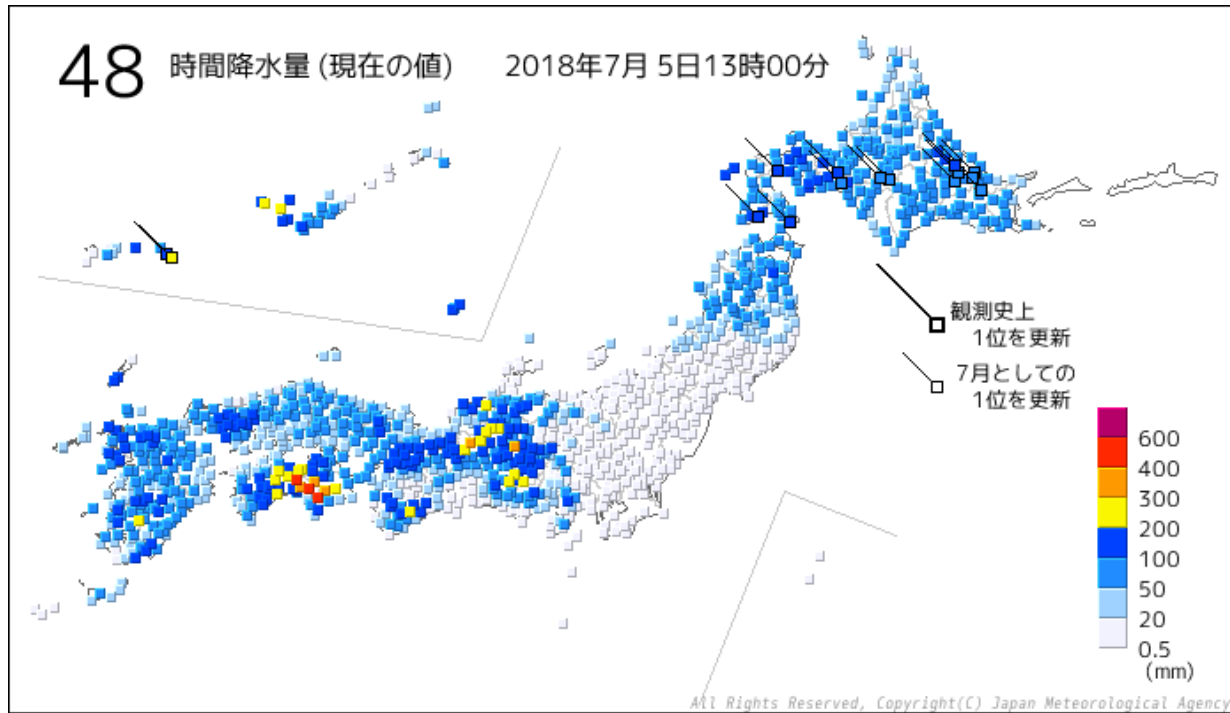 48 時間降水量 (現在の値) 2018年7月 5日13時00分
観測史上
1位を更新
7月としての
1位を更新
600
400
300
200
100
50
20
0.5
(mm)
All Rights Reserved, Copyright(C) Japan Meteorological Agency